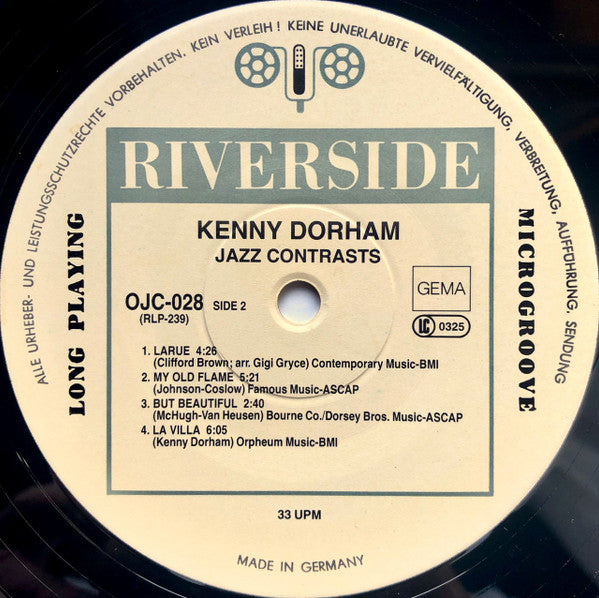 ALLE URHEBER- UND LEISTUNGSSCHUTZRECHTE VORBEHALTEN. KEIN VERLEIH! KEINE UNERLAUBTE VERVIELFÄLTIGUNG, VERBREITUNG, AUFFÜHRUNG, SENDUNG
RIVERSIDE
LONG PLAYING
MICROGROOVE
KENNY DORHAM
JAZZ CONTRASTS
OJC-028 SIDE 2
(RLP-239)
GEMA
LC 0325
1. LARUE 4:26
(Clifford Brown; arr. Gigi Gryce) Contemporary Music-BMI
2. MY OLD FLAME 5:21
(Johnson-Coslow) Famous Music-ASCAP
3. BUT BEAUTIFUL 2:40
(McHugh-Van Heusen) Bourne Co./Dorsey Bros. Music-ASCAP
4. LA VILLA 6:05
(Kenny Dorham) Orpheum Music-BMI
33 UPM
MADE IN GERMANY